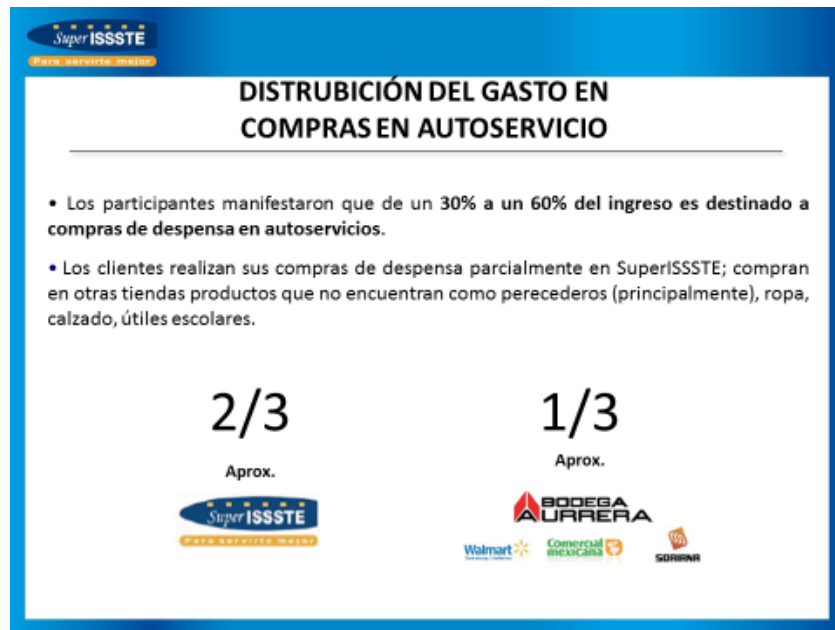 Super ISSSTE
Para servirte mejor
DISTRUBICIÓN DEL GASTO EN
COMPRAS EN AUTOSERVICIO
• Los participantes manifestaron que de un 30% a un 60% del ingreso es destinado a
compras de despensa en autoservicios.
• Los clientes realizan sus compras de despensa parcialmente en SuperISSSTE; compran
en otras tiendas productos que no encuentran como perecederos (principalmente), ropa,
calzado, útiles escolares.
2/3
1/3
Aprox.
Aprox.
Super ISSSTE
Para servirte mejor
BODEGA
AURRERA
Walmart
Comercial
mexicana
SORIANA